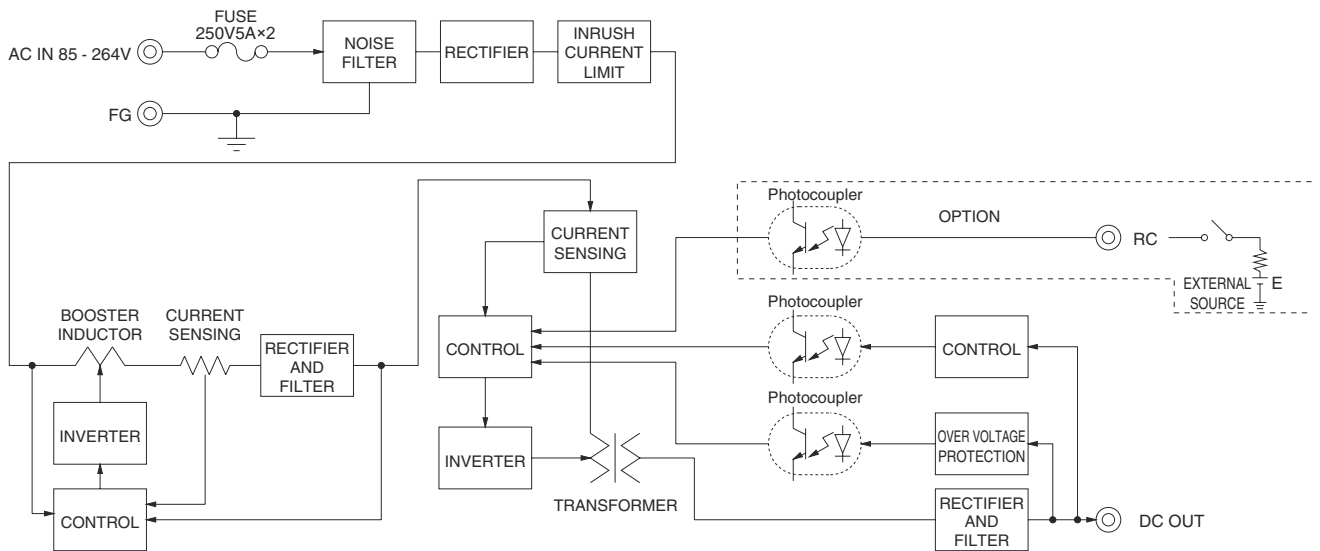 FUSE
250V5A×2
AC IN 85 - 264V
NOISE
FILTER
RECTIFIER
INRUSH
CURRENT
LIMIT
FG
Photocoupler
OPTION
RC
CURRENT
SENSING
EXTERNAL
SOURCE
E
BOOSTER
INDUCTOR
CURRENT
SENSING
RECTIFIER
AND
FILTER
CONTROL
Photocoupler
CONTROL
INVERTER
Photocoupler
OVER VOLTAGE
PROTECTION
INVERTER
TRANSFORMER
CONTROL
RECTIFIER
AND
FILTER
DC OUT